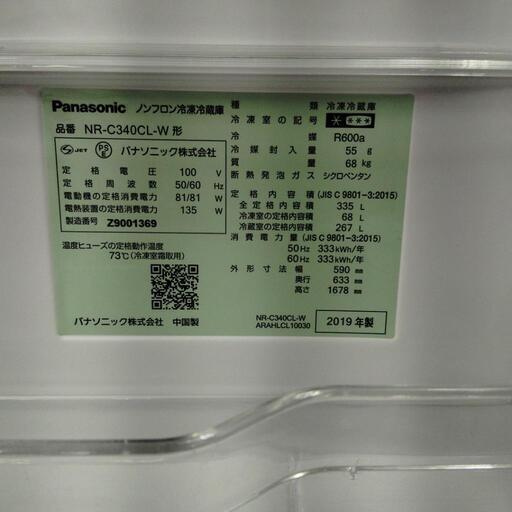 Panasonic ノンフロン冷凍冷蔵庫
品番 NR-C340CL-W 形
JET PS E パナソニック株式会社
定格電圧 100 V
定格周波数 50/60 Hz
電動機の定格消費電力 81/81 W
電熱装置の定格消費電力 135 W
製造番号 Z9001369
温度ヒューズの定格動作温度
73℃(冷凍室霜取用)
パナソニック株式会社 中国製
種類 冷凍冷蔵庫
冷凍室の記号 * ***
冷媒 R600a
冷媒封入量 55 g
質量 68 kg
断熱発泡ガス シクロペンタン
定格内容積 (JIS C 9801-3:2015)
全定格内容積 335 L
冷凍室の定格内容積 68 L
冷蔵室の定格内容積 267 L
消費電力量 (JIS C 9801-3:2015)
50 Hz 333 kWh/年
60 Hz 333 kWh/年
外形寸法 幅 590 mm
奥行 633 mm
高さ 1678 mm
NR-C340CL-W
ARAHLCL10030
2019 年製